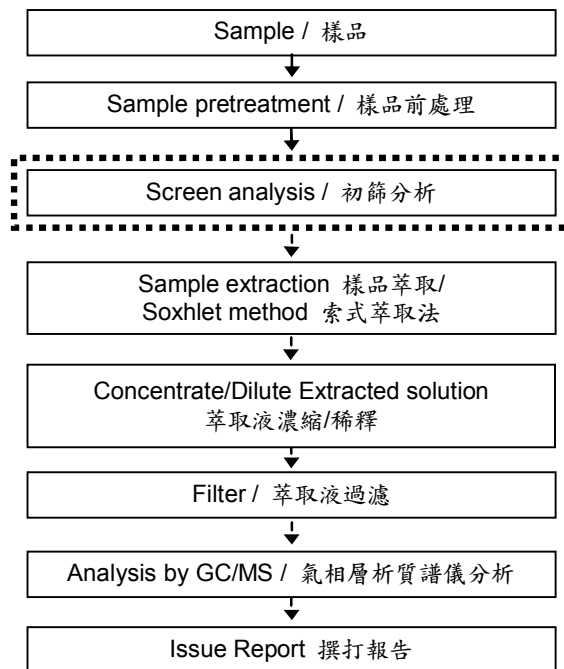 Sample / 樣品
Sample pretreatment / 樣品前處理
Screen analysis / 初篩分析
Sample extraction 樣品萃取/
Soxhlet method 索式萃取法
Concentrate/Dilute Extracted solution
萃取液濃縮/稀釋
Filter / 萃取液過濾
Analysis by GC/MS / 氣相層析質譜儀分析
Issue Report 撰打報告